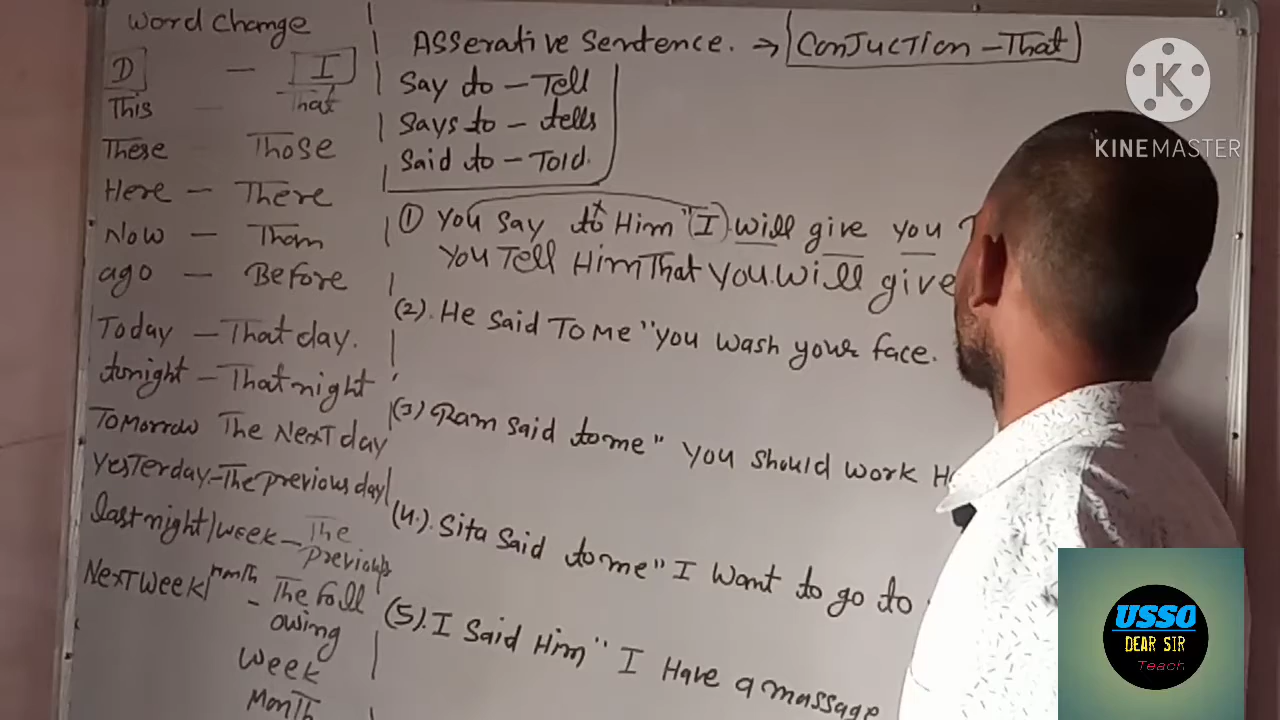 Word Change
D — I
This — That
These Those
Here — There
Now — Than
ago — Before
Today — That day.
tonight — That night
Tomorrow The Next day
Yesterday.-The previous day
last night/week — The previous
Next week/month - The Foll
owing
Week
Month
Asserative Sentence. → Conjuction - That
Say to - Tell
Says to - tells
Said to - Told.
① You say to Him "I will give you
You Tell Him That you will give
(2). He Said To Me "you wash your face.
(3) Ram said to me" you should work H
(4.). Sita Said to me" I want to go to
(5). I Said Him" I Have a massage
K
KINEMASTER
USSO
DEAR SIR
Teach